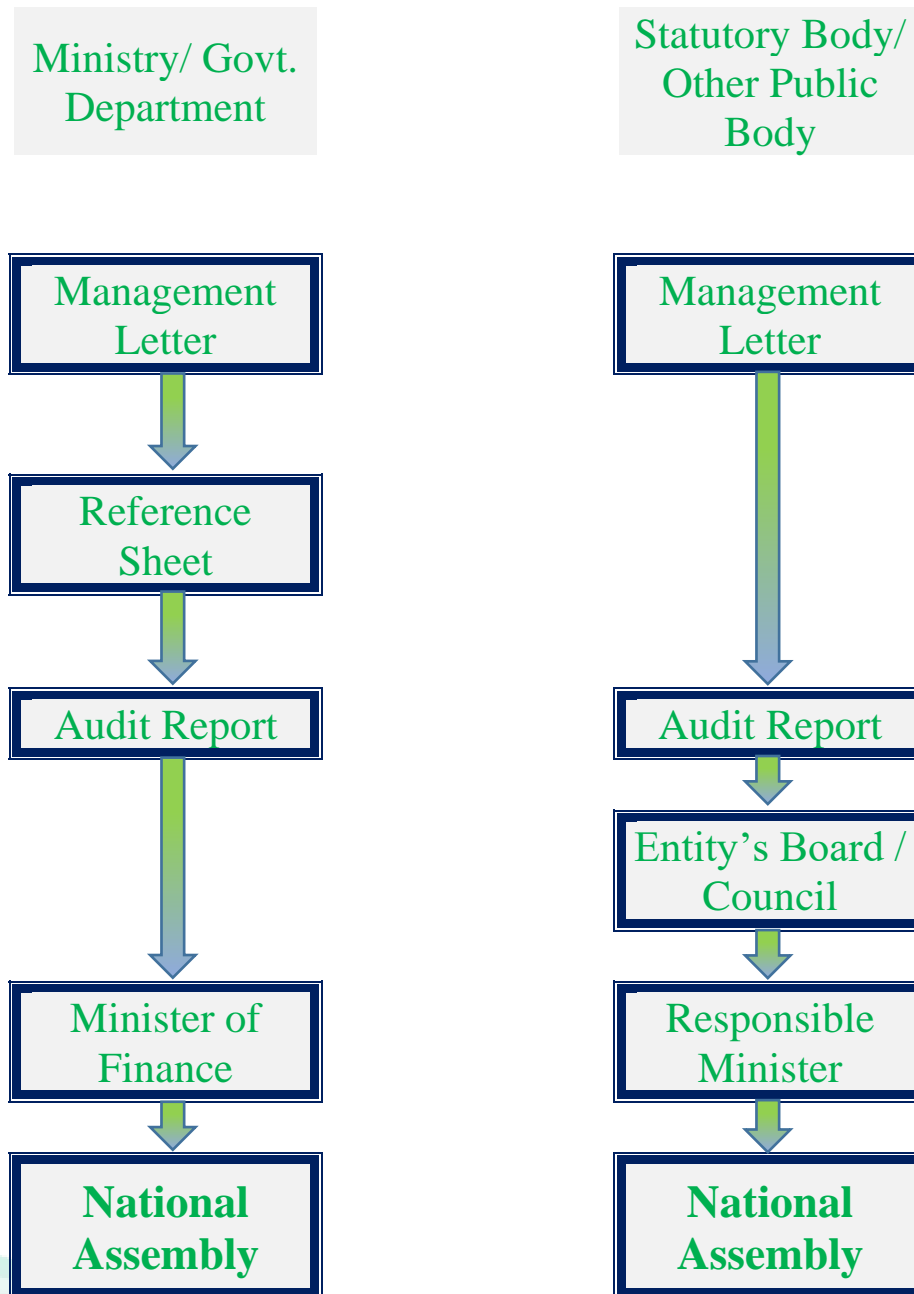 Ministry/ Govt.
Department
Management
Letter
Reference
Sheet
Audit Report
Minister of
Finance
National
Assembly
Statutory Body/
Other Public
Body
Management
Letter
Audit Report
Entity’s Board /
Council
Responsible
Minister
National
Assembly